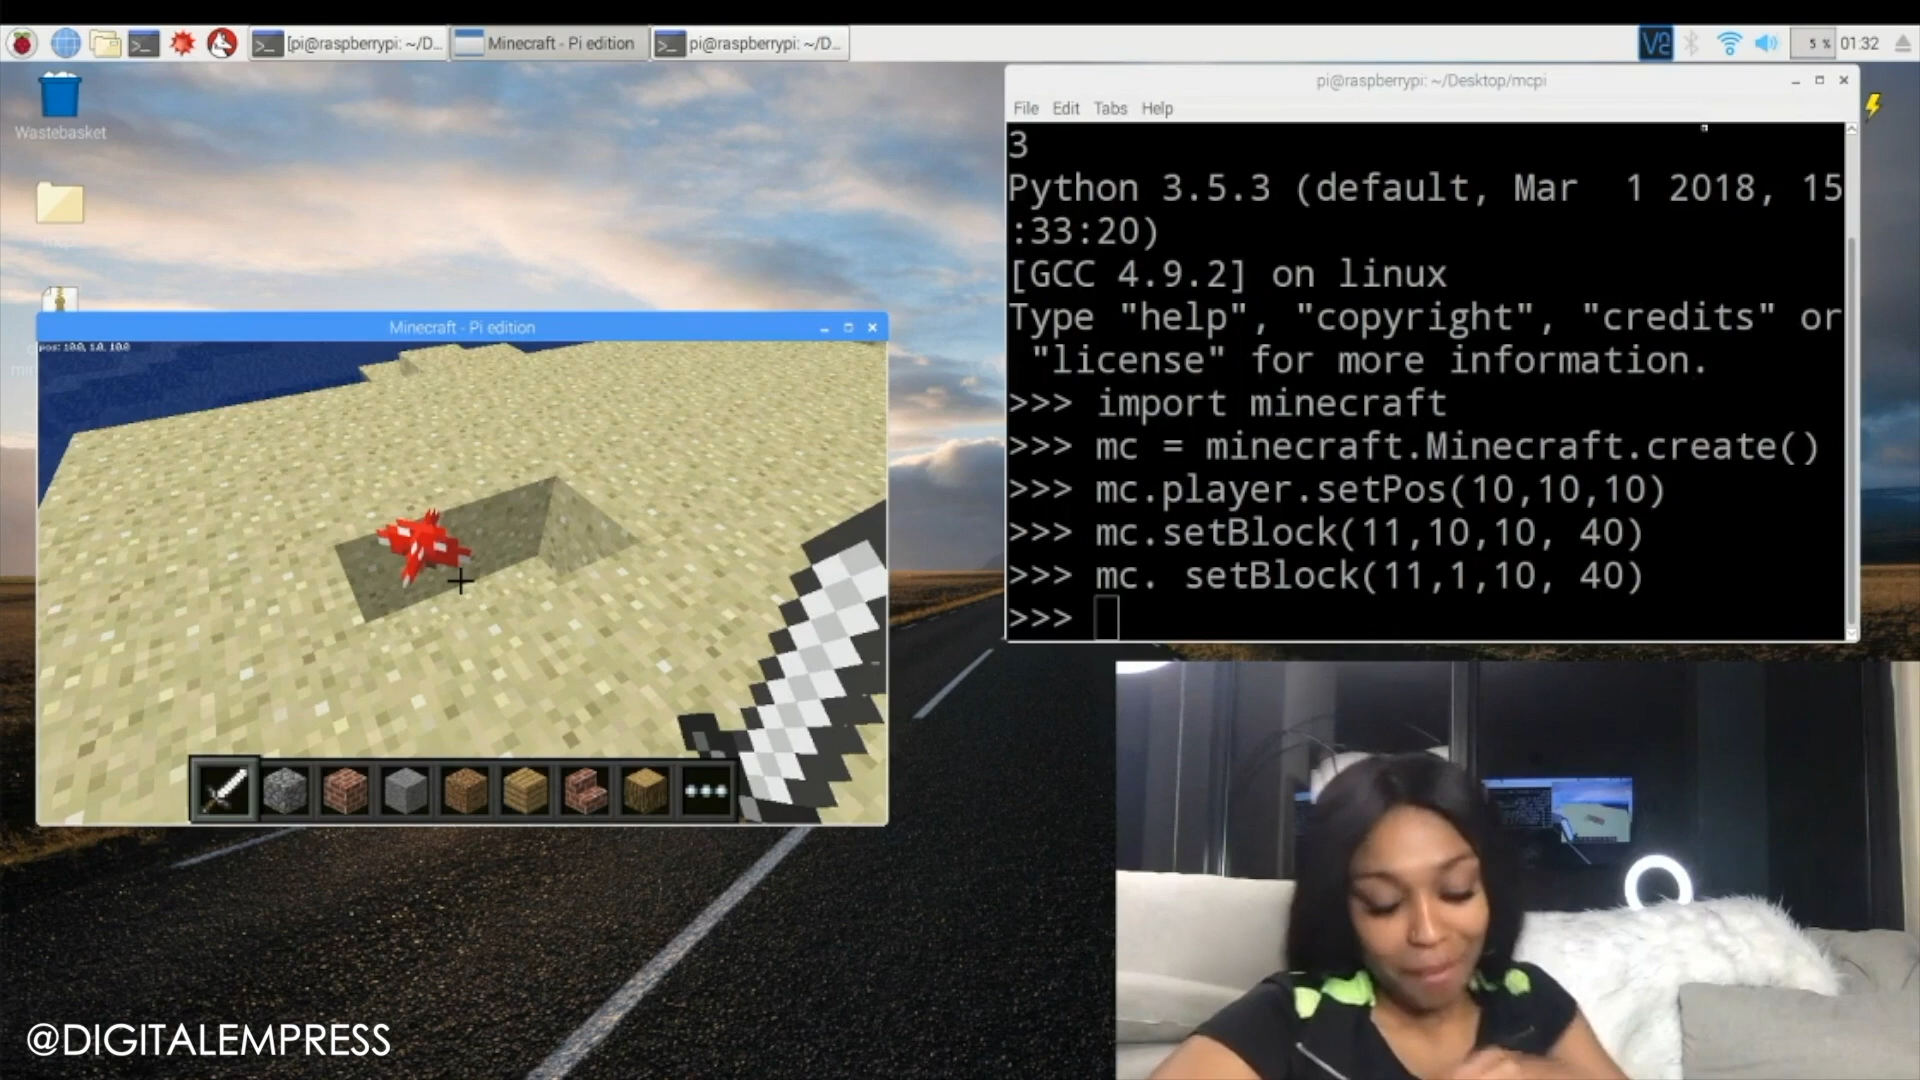 [pi@raspberrypi: ~/D...
Minecraft - Pi edition
pi@raspberrypi: ~/D...
5 %
01:32
Wastebasket
pi@raspberrypi: ~/Desktop/mcpi
File Edit Tabs Help
3
Python 3.5.3 (default, Mar  1 2018, 15
:33:20)
[GCC 4.9.2] on linux
Type "help", "copyright", "credits" or
"license" for more information.
>>> import minecraft
>>> mc = minecraft.Minecraft.create()
>>> mc.player.setPos(10,10,10)
>>> mc.setBlock(11,10,10, 40)
>>> mc. setBlock(11,1,10, 40)
>>>
Minecraft - Pi edition
@DIGITALEMPRESS